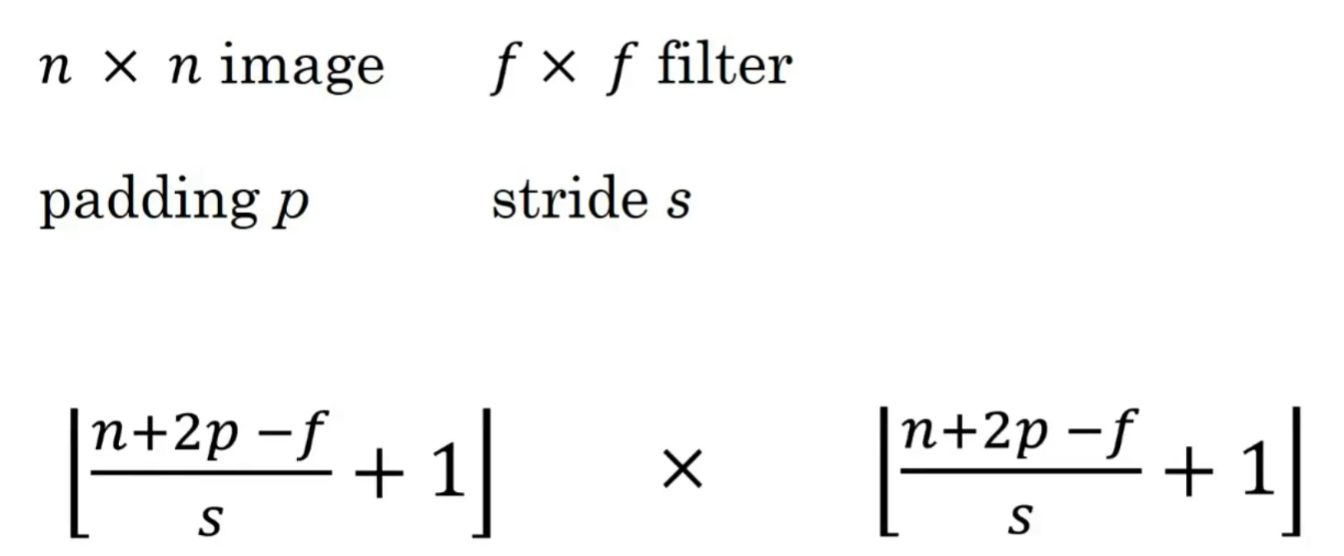 n × n image f × f filter
padding p stride s
⌊(n+2p −f)/s + 1⌋ × ⌊(n+2p −f)/s + 1⌋